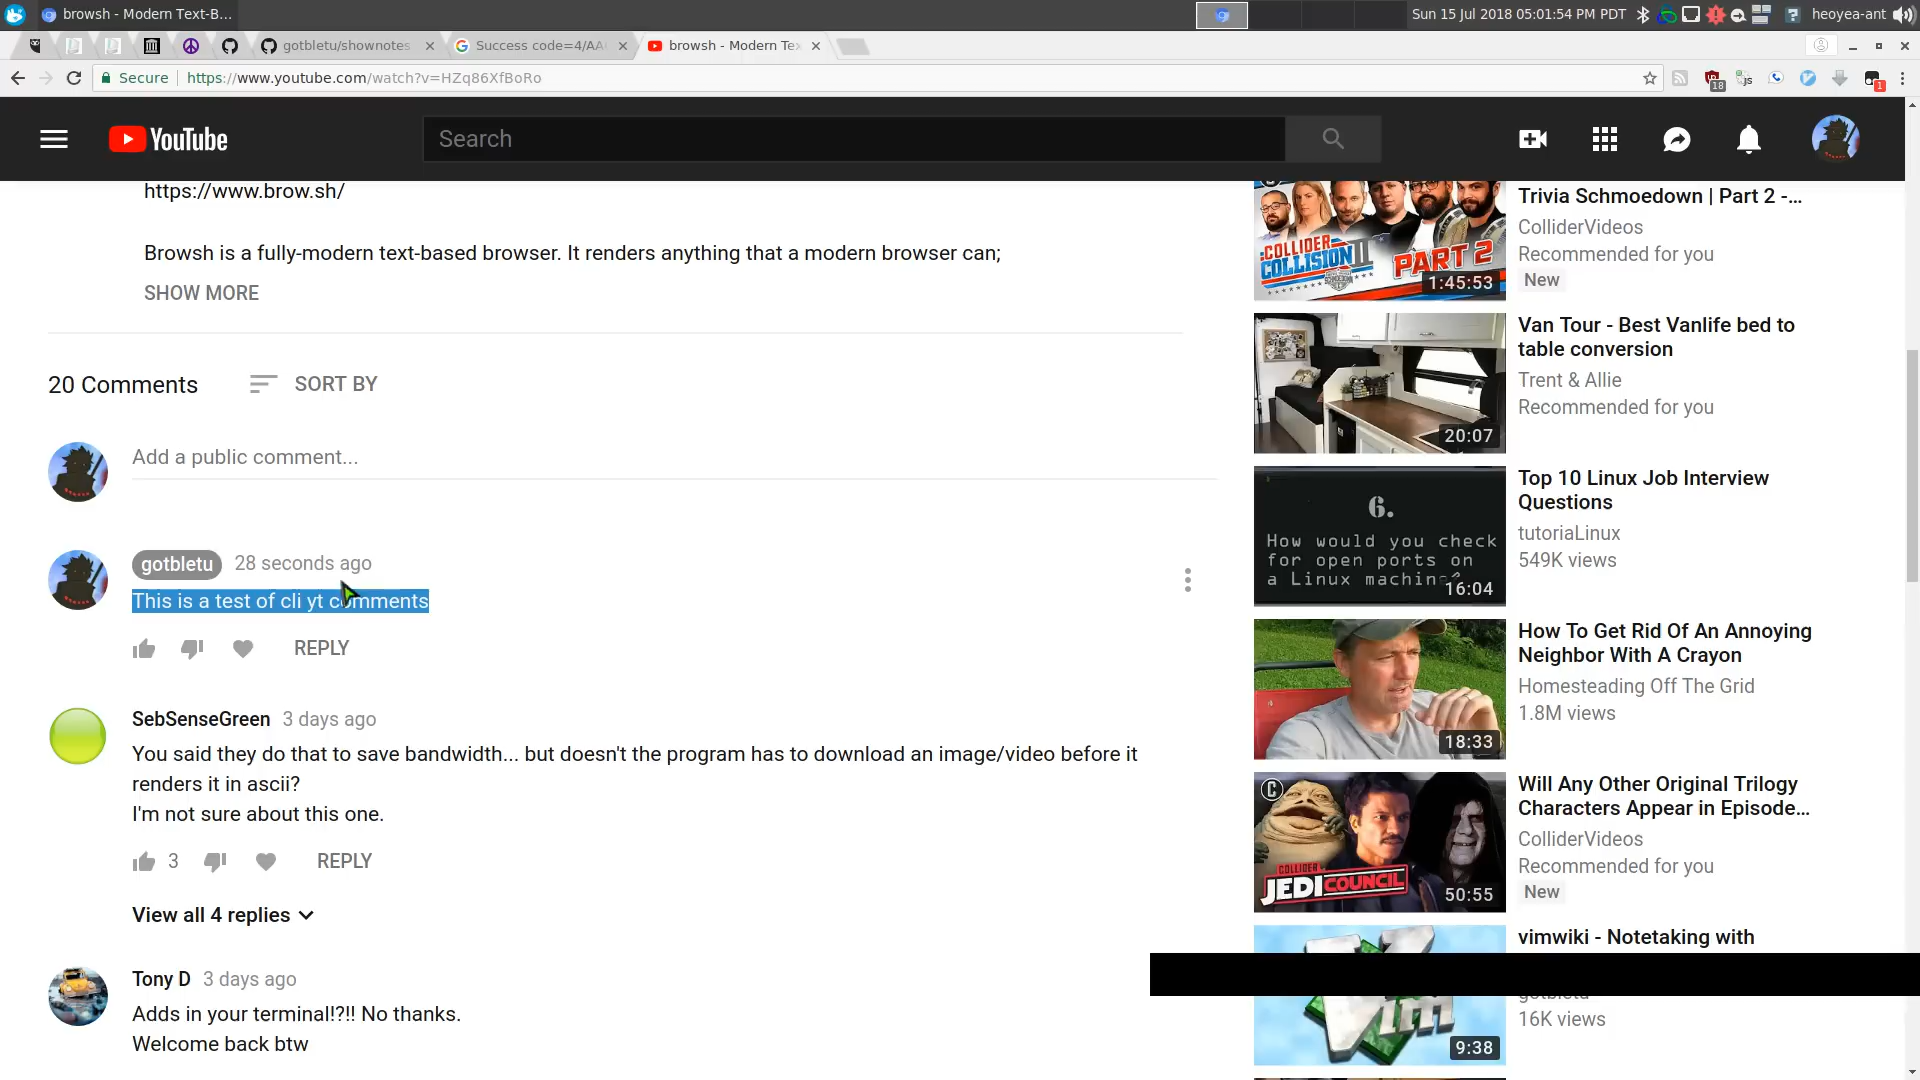 browsh - Modern Text-B...
Sun 15 Jul 2018 05:01:54 PM PDT
heoyea-ant
gotbletu/shownotes
Success code=4/AA
browsh - Modern Te
Secure
https://www.youtube.com/watch?v=HZq86XfBoRo
18
1
YouTube
Search
https://www.brow.sh/
Browsh is a fully-modern text-based browser. It renders anything that a modern browser can;
SHOW MORE
20 Comments
SORT BY
Add a public comment...
gotbletu 28 seconds ago
This is a test of cli yt comments
REPLY
SebSenseGreen 3 days ago
You said they do that to save bandwidth... but doesn't the program has to download an image/video before it
renders it in ascii?
I'm not sure about this one.
3
REPLY
View all 4 replies
Tony D 3 days ago
Adds in your terminal!?!! No thanks.
Welcome back btw
COLLIDER
COLLISION II
PART 2
1:45:53
Trivia Schmoedown | Part 2 -...
ColliderVideos
Recommended for you
New
20:07
Van Tour - Best Vanlife bed to
table conversion
Trent & Allie
Recommended for you
6.
How would you check
for open ports on
a Linux machine?
16:04
Top 10 Linux Job Interview
Questions
tutoriaLinux
549K views
18:33
How To Get Rid Of An Annoying
Neighbor With A Crayon
Homesteading Off The Grid
1.8M views
COLLIDER
JEDI COUNCIL
50:55
Will Any Other Original Trilogy
Characters Appear in Episode...
ColliderVideos
Recommended for you
New
Vim
9:38
vimwiki - Notetaking with
gotbletu
16K views